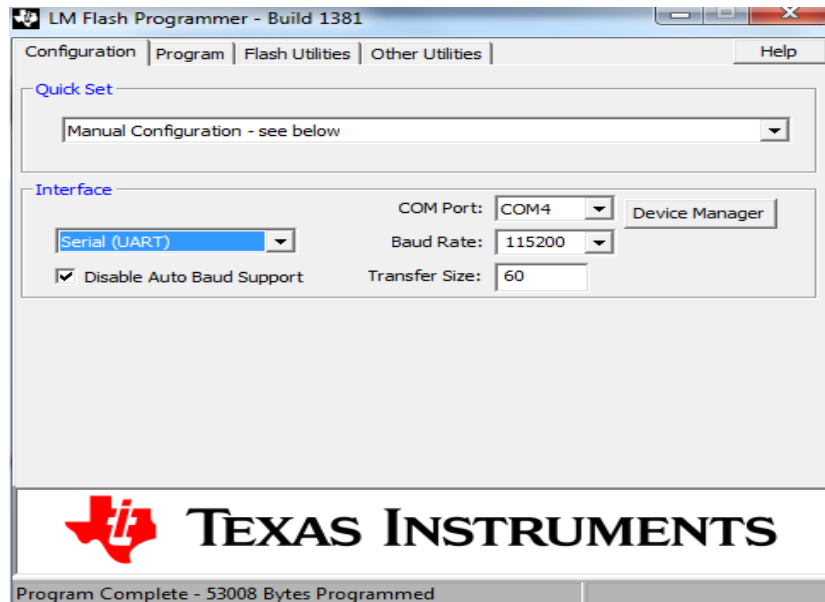 LM Flash Programmer - Build 1381
Configuration Program Flash Utilities Other Utilities Help
Quick Set
Manual Configuration - see below
Interface
COM Port: COM4 Device Manager
Serial (UART) Baud Rate: 115200
Disable Auto Baud Support Transfer Size: 60
TEXAS INSTRUMENTS
Program Complete - 53008 Bytes Programmed